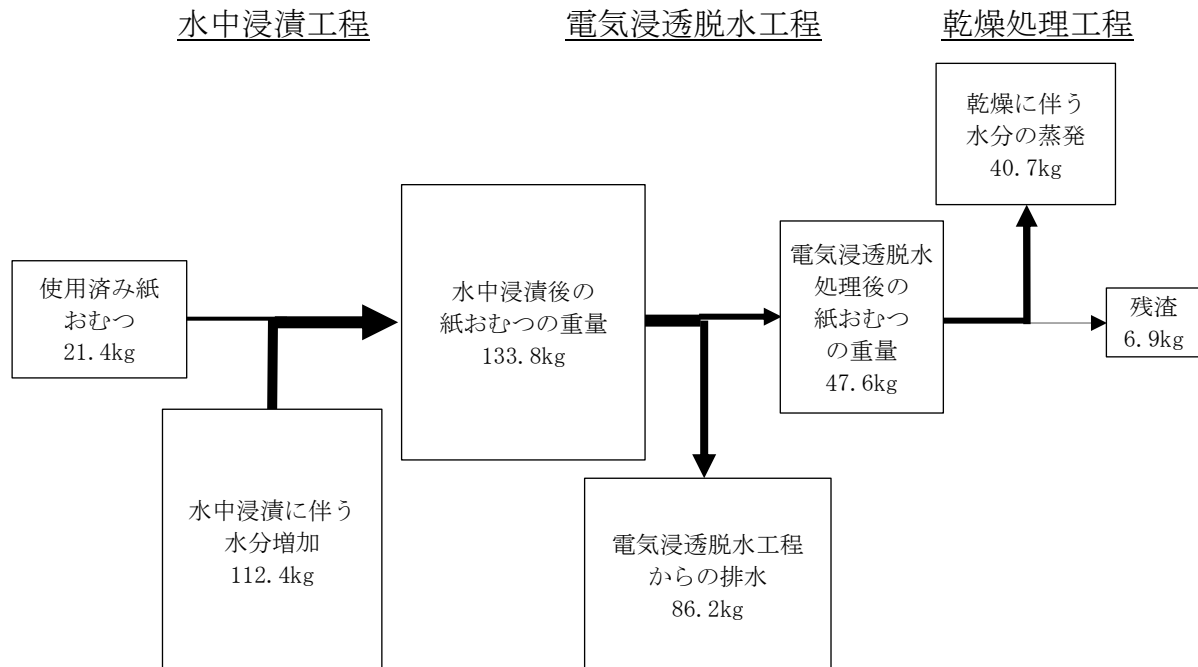 水中浸漬工程
電気浸透脱水工程
乾燥処理工程
使用済み紙
おむつ
21.4kg
水中浸漬に伴う
水分増加
112.4kg
水中浸漬後の
紙おむつの重量
133.8kg
電気浸透脱水工程
からの排水
86.2kg
電気浸透脱水
処理後の
紙おむつ
の重量
47.6kg
乾燥に伴う
水分の蒸発
40.7kg
残渣
6.9kg